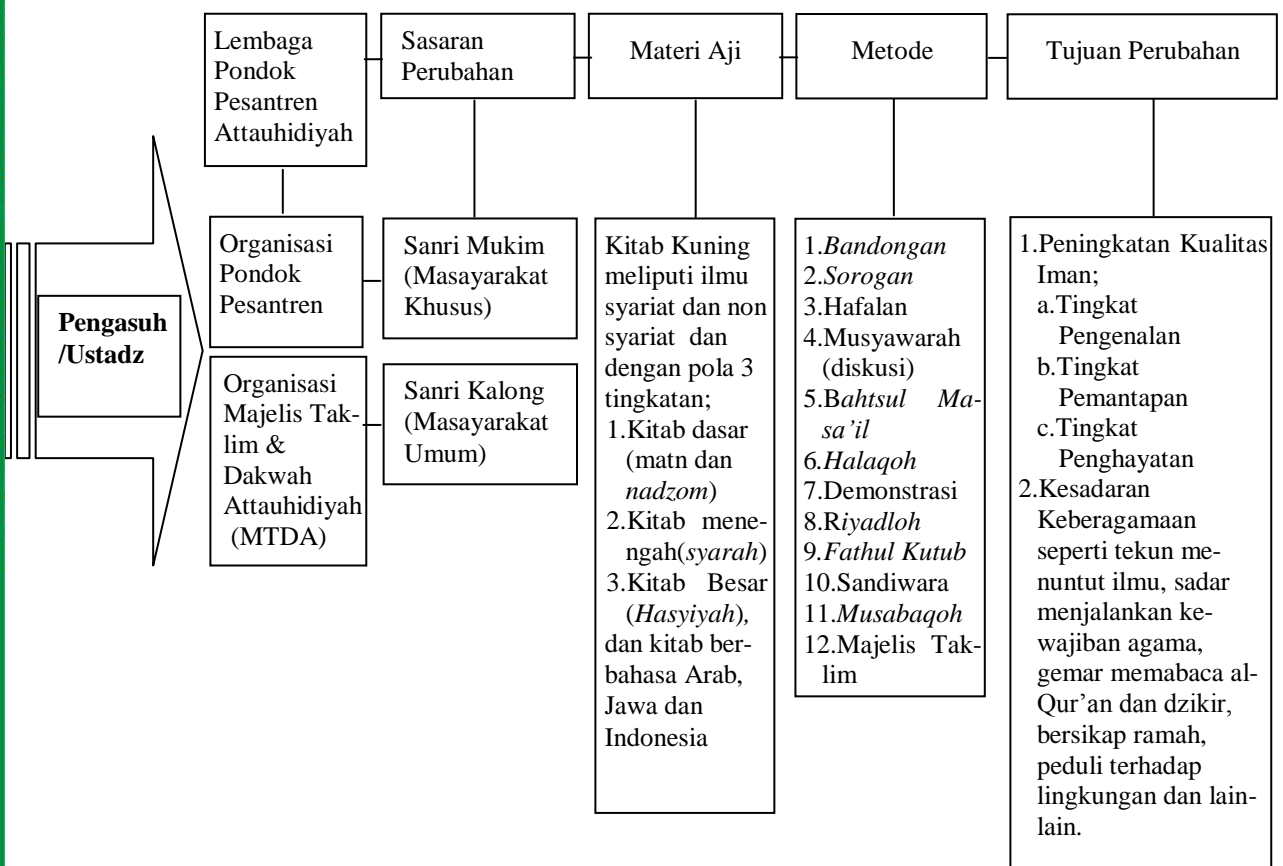 Lembaga
Pondok
Pesantren
Attauhidiyah
Sasaran
Perubahan
Materi Aji
Metode
Tujuan Perubahan
Pengasuh
/Ustadz
Organisasi
Pondok
Pesantren
Sanri Mukim
(Masayarakat
Khusus)
Organisasi
Majelis Tak-
lim &
Dakwah
Attauhidiyah
(MTDA)
Sanri Kalong
(Masayarakat
Umum)
Kitab Kuning
meliputi ilmu
syariat dan non
syariat dan
dengan pola 3
tingkatan;
1.Kitab dasar
(matn dan
nadzom)
2.Kitab mene-
ngah(syarah)
3.Kitab Besar
(Hasyiyah),
dan kitab ber-
bahasa Arab,
Jawa dan
Indonesia
1.Bandongan
2.Sorogan
3.Hafalan
4.Musyawarah
(diskusi)
5.Bahtsul Ma-
sa’il
6.Halaqoh
7.Demonstrasi
8.Riyadloh
9.Fathul Kutub
10.Sandiwara
11.Musabaqoh
12.Majelis Tak-
lim
1.Peningkatan Kualitas
Iman;
a.Tingkat
Pengenalan
b.Tingkat
Pemantapan
c.Tingkat
Penghayatan
2.Kesadaran
Keberagamaan
seperti tekun me-
nuntut ilmu, sadar
menjalankan ke-
wajiban agama,
gemar memabaca al-
Qur’an dan dzikir,
bersikap ramah,
peduli terhadap
lingkungan dan lain-
lain.